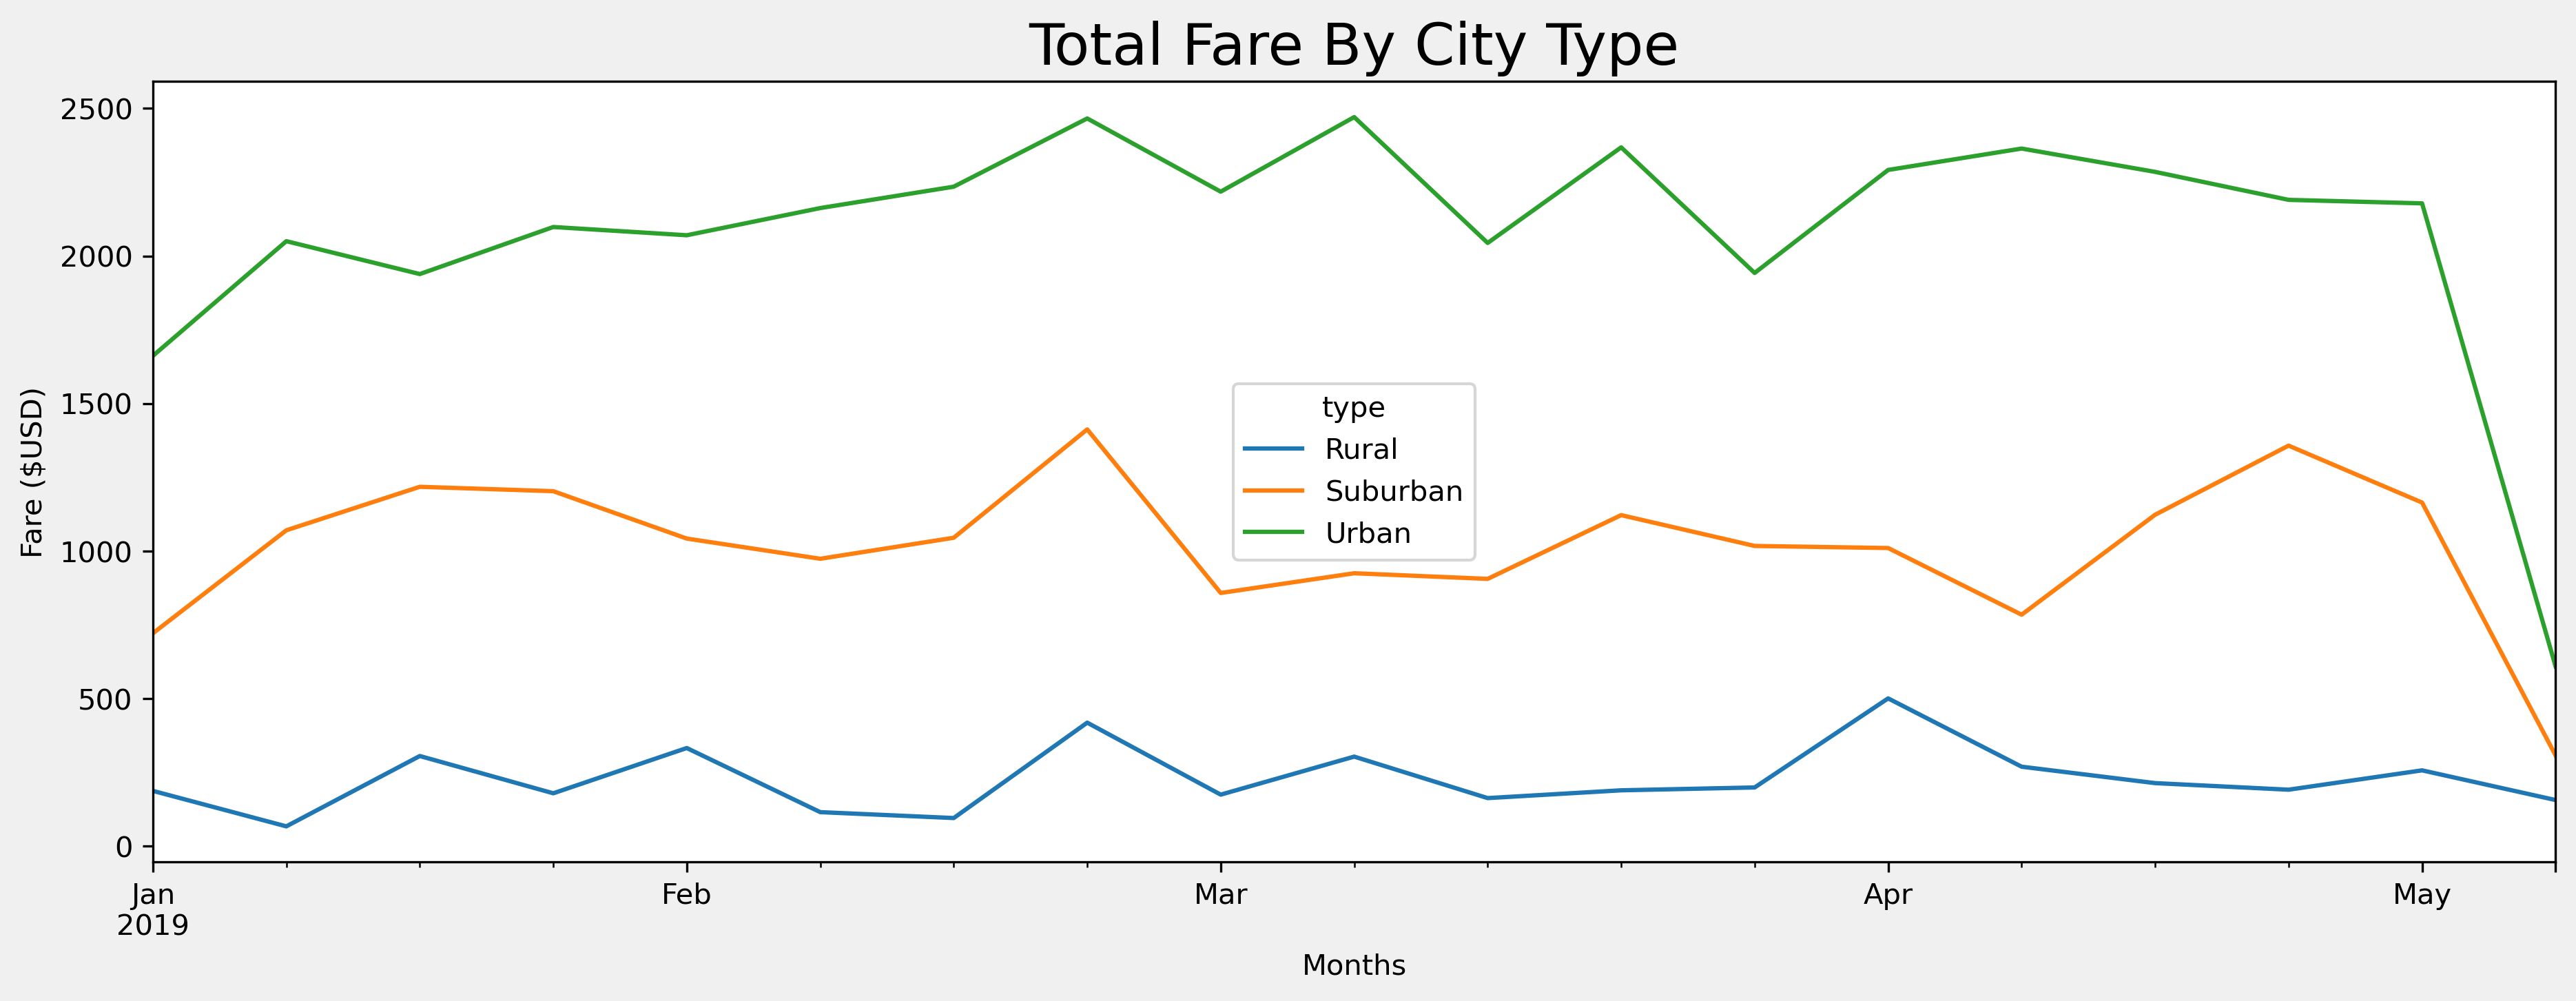 Total Fare By City Type
2500
2000
1500
1000
500
0
Fare ($USD)
type
Rural
Suburban
Urban
Jan Feb Mar Apr May
2019
Months